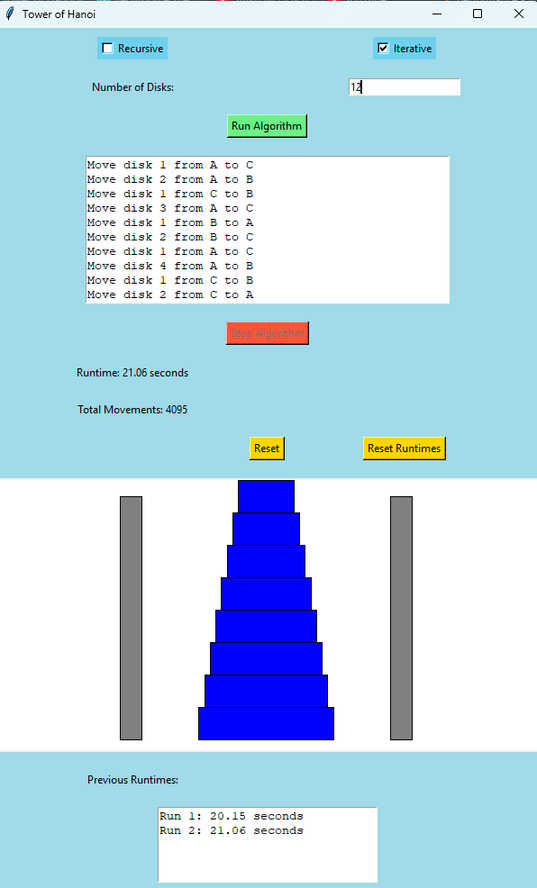 Tower of Hanoi
Recursive
Iterative
Number of Disks:
12
Run Algorithm
Move disk 1 from A to C
Move disk 2 from A to B
Move disk 1 from C to B
Move disk 3 from A to C
Move disk 1 from B to A
Move disk 2 from B to C
Move disk 1 from A to C
Move disk 4 from A to B
Move disk 1 from C to B
Move disk 2 from C to A
Stop Algorithm
Runtime: 21.06 seconds
Total Movements: 4095
Reset
Reset Runtimes
Previous Runtimes:
Run 1: 20.15 seconds
Run 2: 21.06 seconds